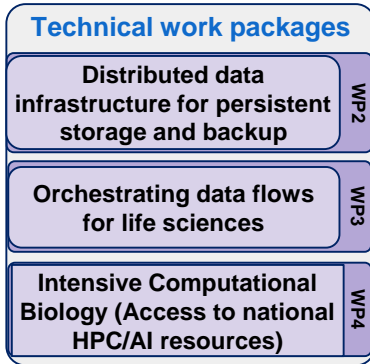 Technical work packages
Distributed data
infrastructure for persistent
storage and backup
WP2
Orchestrating data flows
for life sciences
WP3
Intensive Computational
Biology (Access to national
HPC/AI resources)
WP4